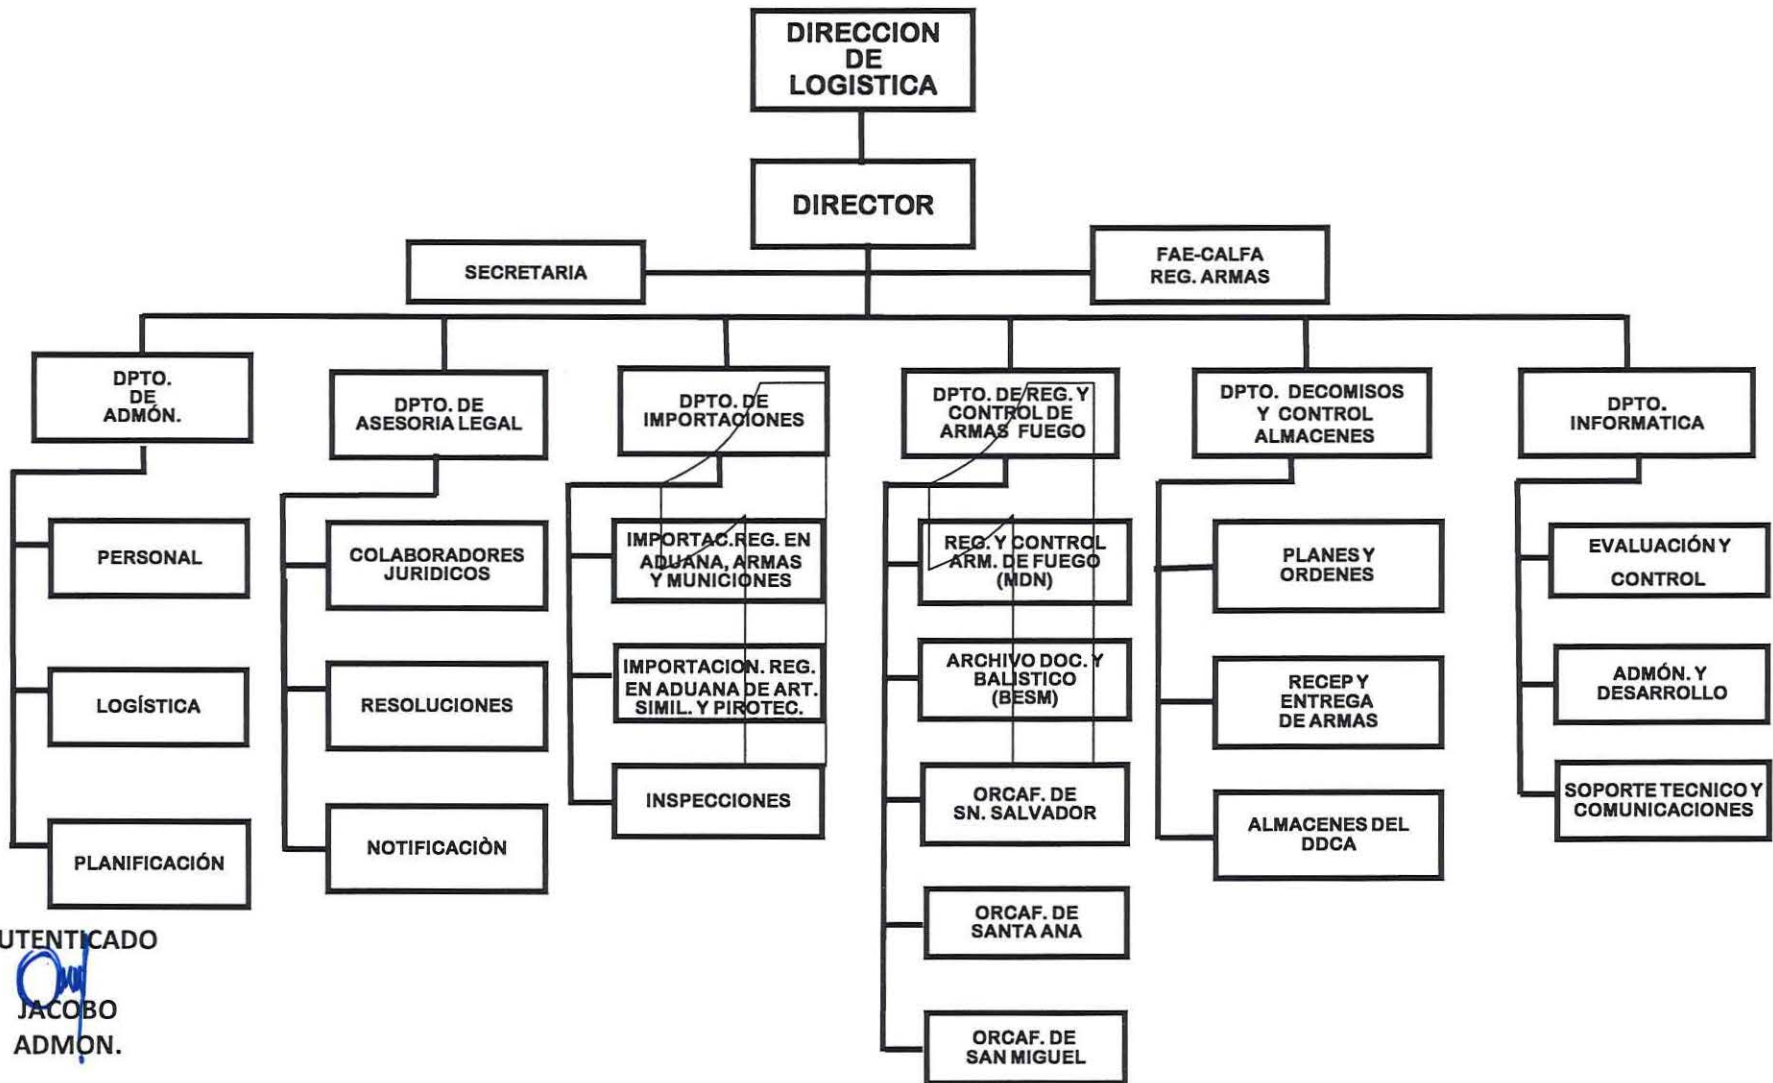 DIRECCION
DE
LOGISTICA
DIRECTOR
SECRETARIA
FAE-CALFA
REG. ARMAS
DPTO.
DE
ADMÓN.
DPTO. DE
ASESORIA LEGAL
DPTO. DE
IMPORTACIONES
DPTO. DE REG. Y
CONTROL DE
ARMAS FUEGO
DPTO. DECOMISOS
Y CONTROL
ALMACENES
DPTO.
INFORMATICA
PERSONAL
LOGÍSTICA
PLANIFICACIÓN
COLABORADORES
JURIDICOS
RESOLUCIONES
NOTIFICACIÒN
IMPORTAC.REG. EN
ADUANA, ARMAS
Y MUNICIONES
IMPORTACION. REG.
EN ADUANA DE ART.
SIMIL. Y PIROTEC.
INSPECCIONES
REG. Y CONTROL
ARM. DE FUEGO
(MDN)
ARCHIVO DOC. Y
BALISTICO
(BESM)
ORCAF. DE
SN. SALVADOR
ORCAF. DE
SANTA ANA
ORCAF. DE
SAN MIGUEL
PLANES Y
ORDENES
RECEP Y
ENTREGA
DE ARMAS
ALMACENES DEL
DDCA
EVALUACIÓN Y
CONTROL
ADMÓN. Y
DESARROLLO
SOPORTE TECNICO Y
COMUNICACIONES
UTENTICADO
JACOBO
ADMON.